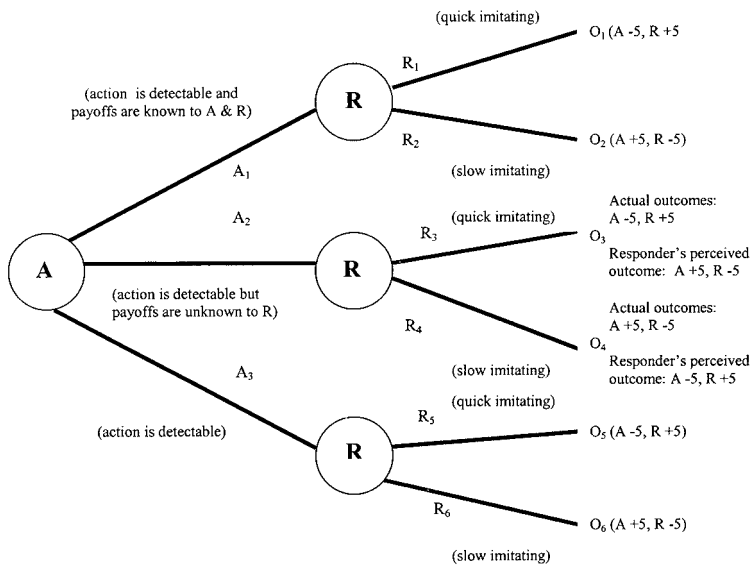 (quick imitating)
O1 (A -5, R +5
R1
(action is detectable and
payoffs are known to A & R)
R
R2
O2 (A +5, R -5)
A1
(slow imitating)
Actual outcomes:
A -5, R +5
A2
(quick imitating)
R3
O3
A
R
Responder's perceived
outcome: A +5, R -5
(action is detectable but
payoffs are unknown to R)
Actual outcomes:
A +5, R -5
R4
O4
A3
(slow imitating)
Responder's perceived
outcome: A -5, R +5
(quick imitating)
R5
(action is detectable)
O5 (A -5, R +5)
R
R6
O6 (A +5, R -5)
(slow imitating)